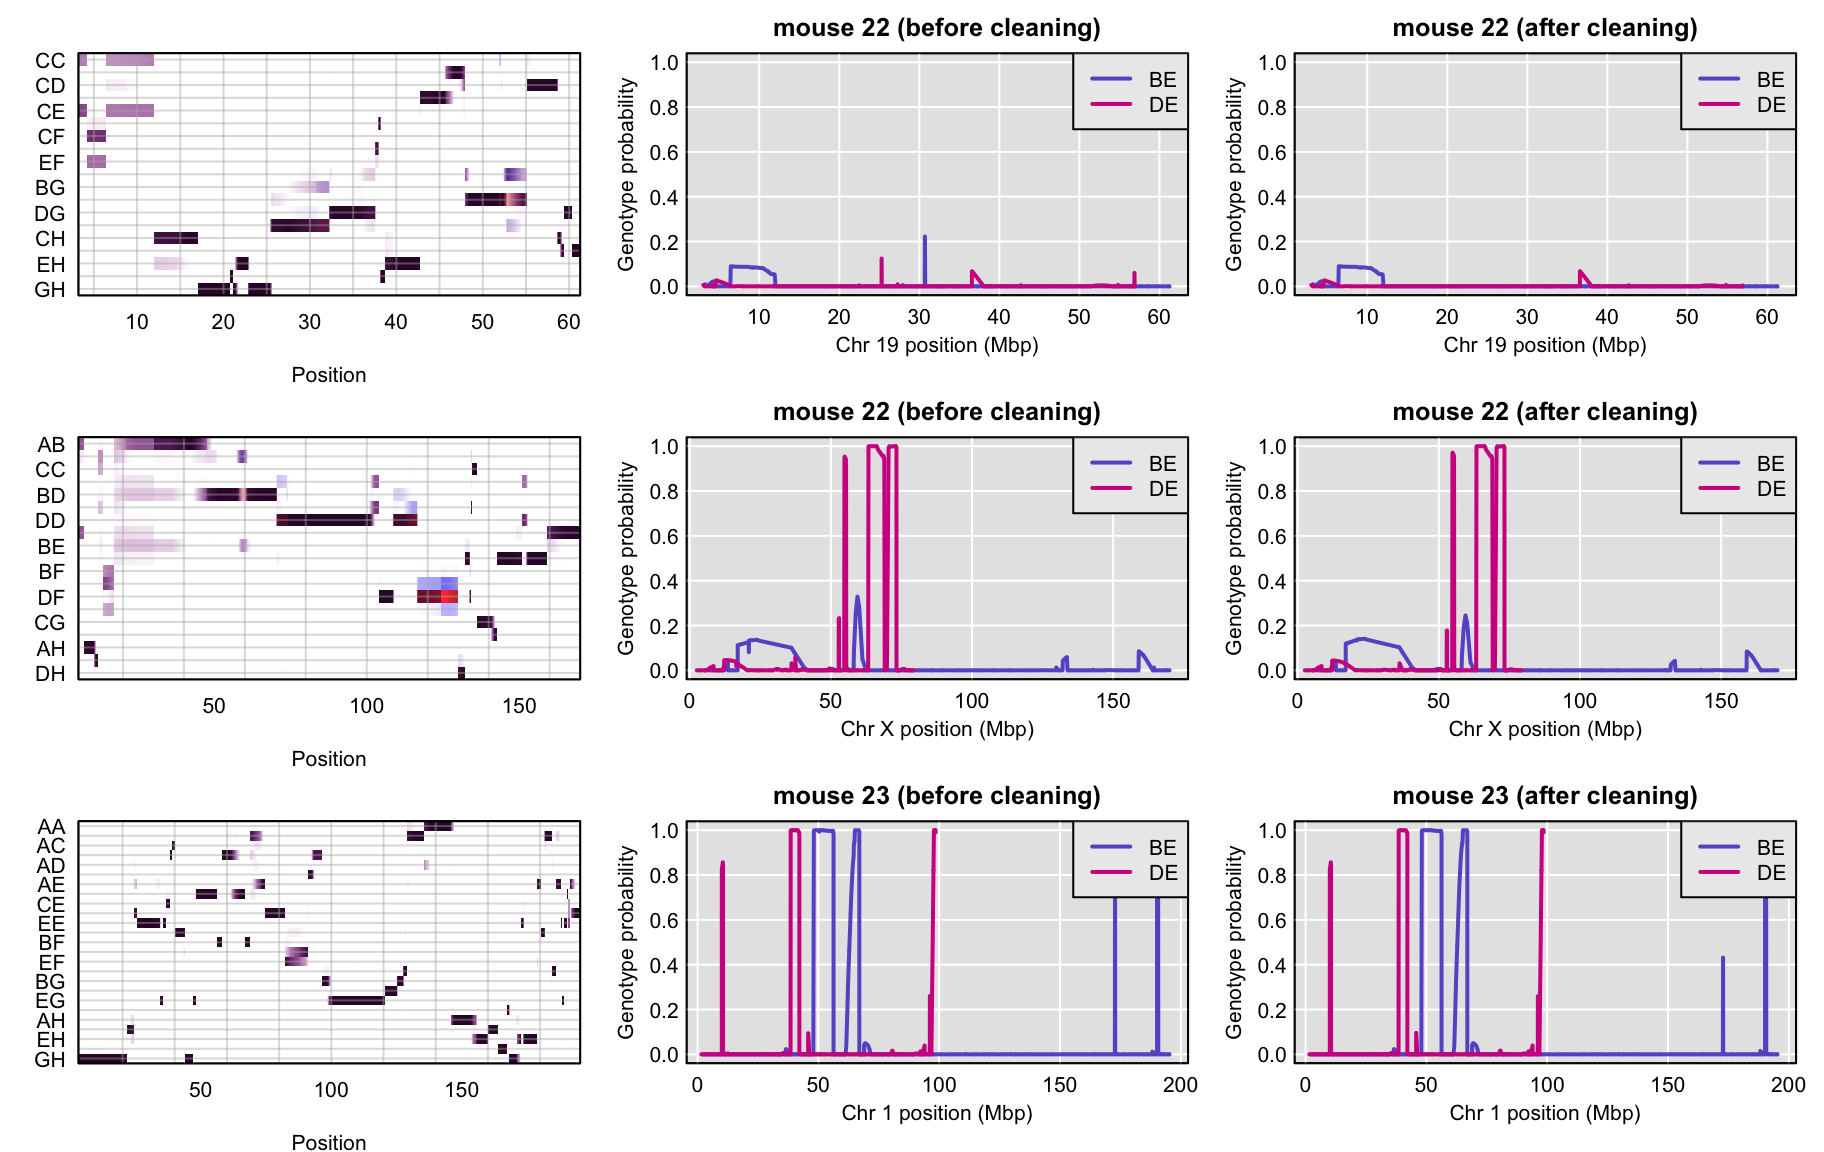 CC
CD
CE
CF
EF
BG
DG
CH
EH
GH
10 20 30 40 50 60
Position
mouse 22 (before cleaning)
Genotype probability
1.0
0.8
0.6
0.4
0.2
0.0
BE
DE
10 20 30 40 50 60
Chr 19 position (Mbp)
mouse 22 (after cleaning)
Genotype probability
1.0
0.8
0.6
0.4
0.2
0.0
BE
DE
10 20 30 40 50 60
Chr 19 position (Mbp)
AB
CC
BD
DD
BE
BF
DF
CG
AH
DH
50 100 150
Position
mouse 22 (before cleaning)
Genotype probability
1.0
0.8
0.6
0.4
0.2
0.0
BE
DE
0 50 100 150
Chr X position (Mbp)
mouse 22 (after cleaning)
Genotype probability
1.0
0.8
0.6
0.4
0.2
0.0
BE
DE
0 50 100 150
Chr X position (Mbp)
AA
AC
AD
AE
CE
EE
BF
EF
BG
EG
AH
EH
GH
50 100 150
Position
mouse 23 (before cleaning)
Genotype probability
1.0
0.8
0.6
0.4
0.2
0.0
BE
DE
0 50 100 150 200
Chr 1 position (Mbp)
mouse 23 (after cleaning)
Genotype probability
1.0
0.8
0.6
0.4
0.2
0.0
BE
DE
0 50 100 150 200
Chr 1 position (Mbp)